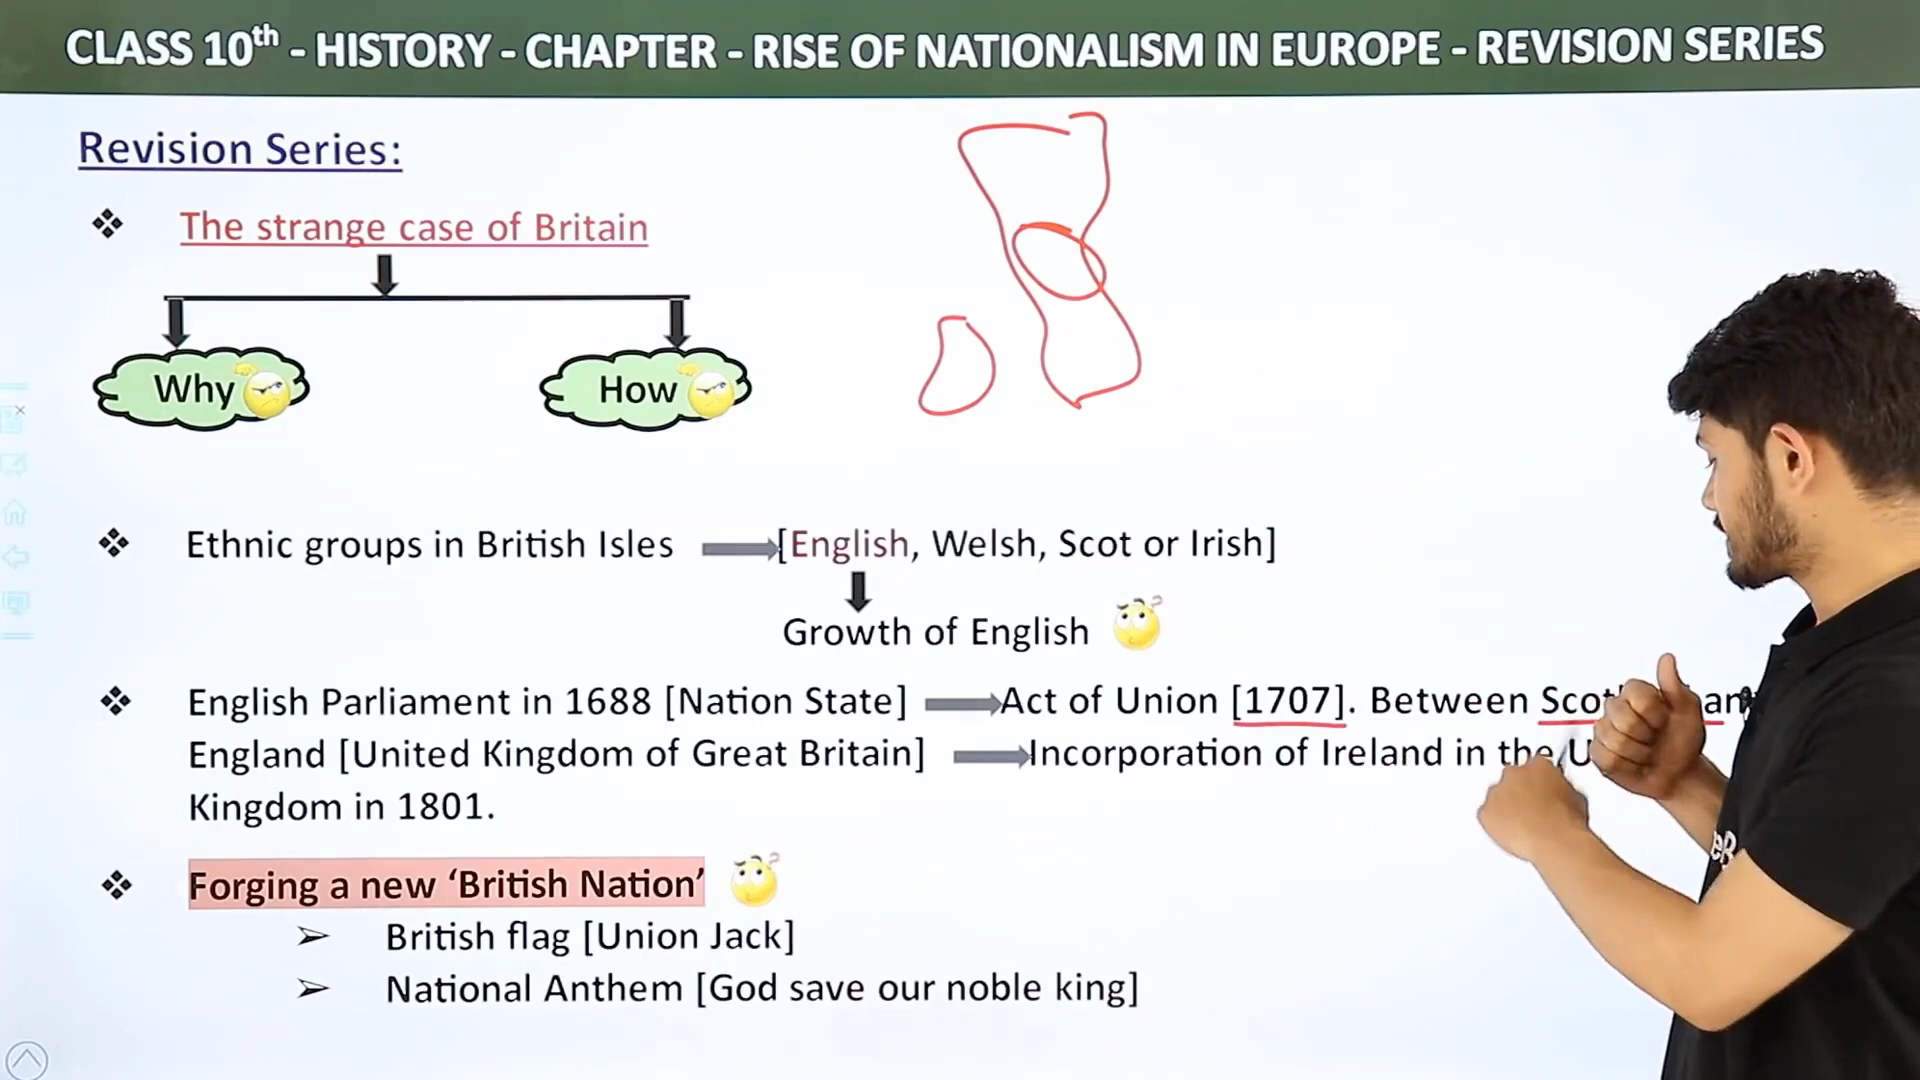 CLASS 10th - HISTORY - CHAPTER - RISE OF NATIONALISM IN EUROPE - REVISION SERIES
Revision Series:
❖ The strange case of Britain
Why
How
❖ Ethnic groups in British Isles [English, Welsh, Scot or Irish]
Growth of English
❖ English Parliament in 1688 [Nation State] Act of Union [1707]. Between
England [United Kingdom of Great Britain] Incorporation of Ireland in the
Kingdom in 1801.
❖ Forging a new ‘British Nation’
➢ British flag [Union Jack]
➢ National Anthem [God save our noble king]